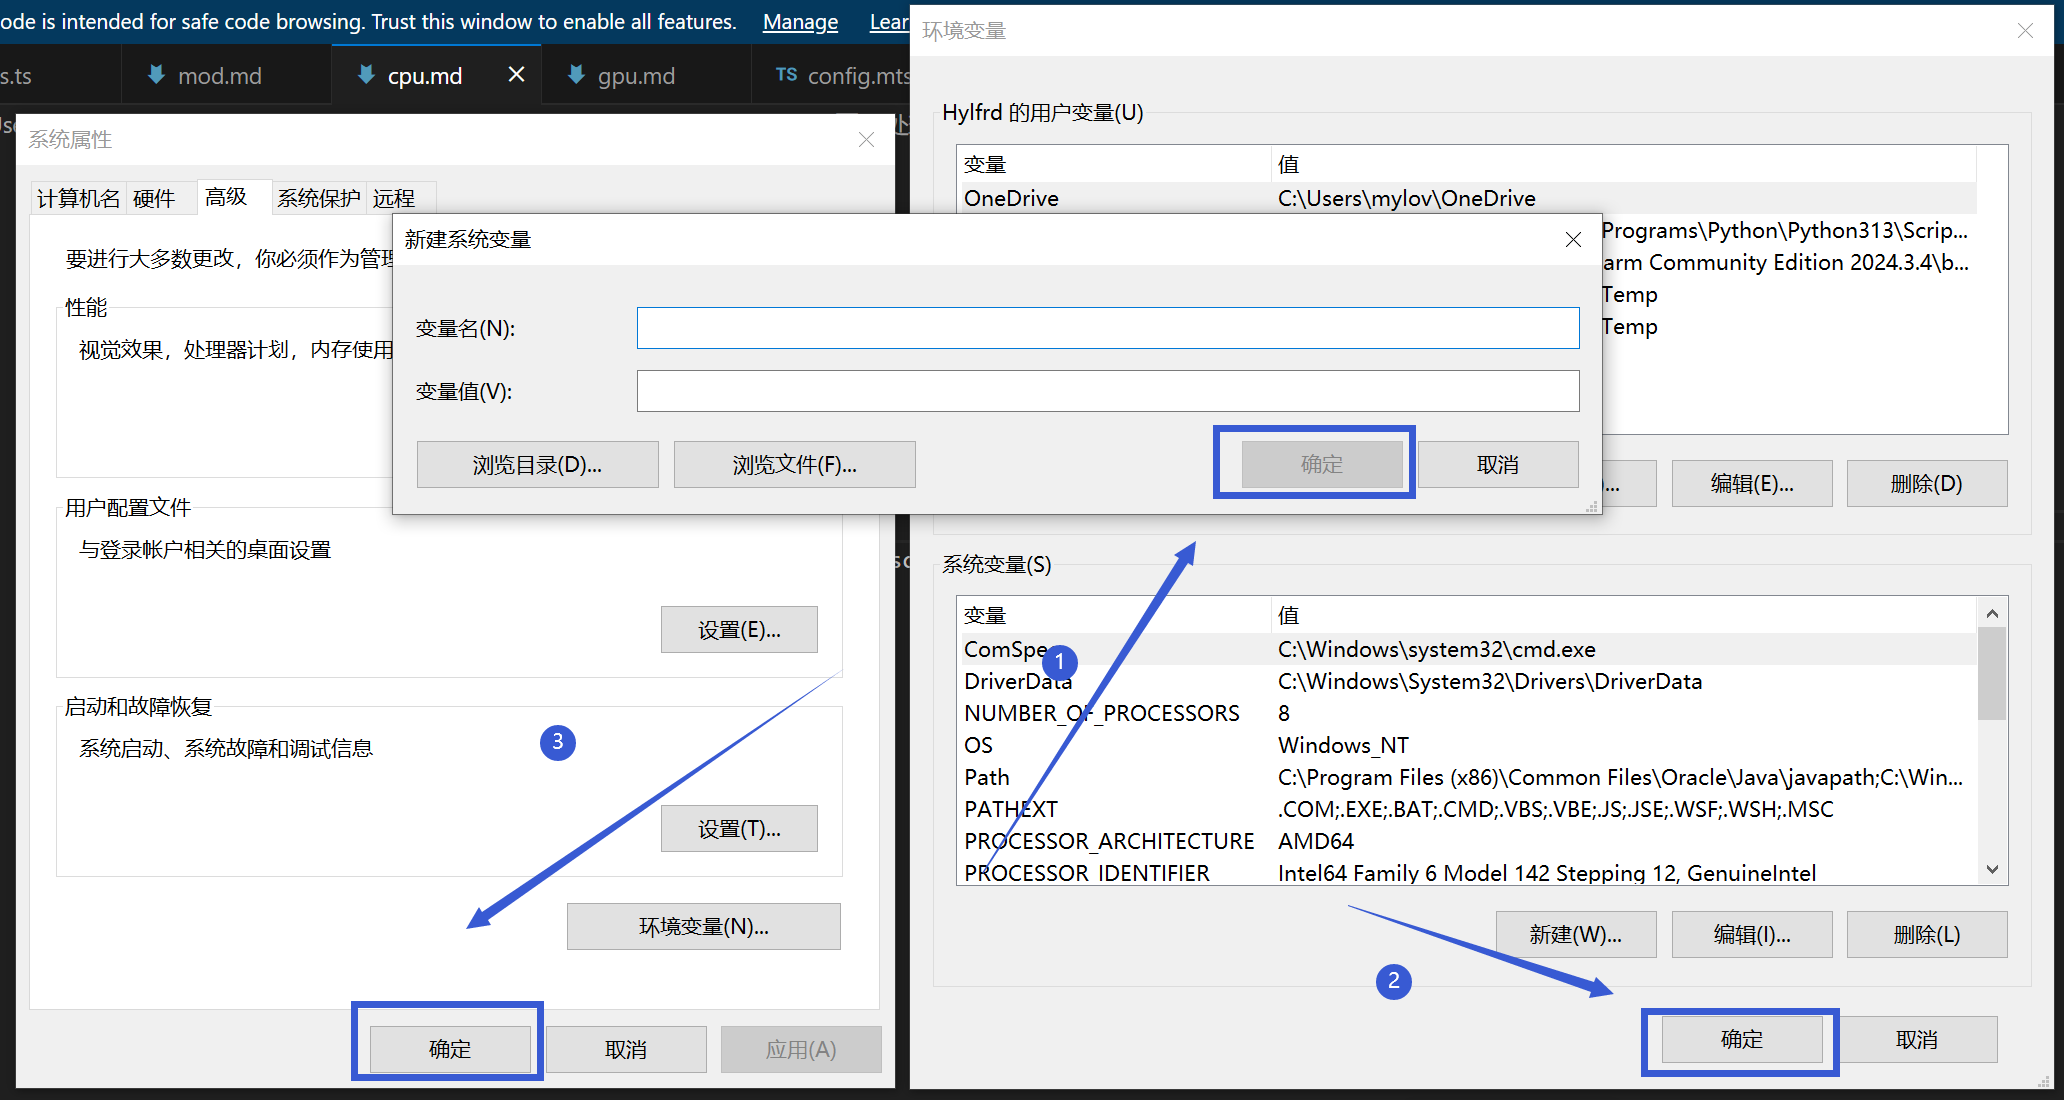 ode is intended for safe code browsing. Trust this window to enable all features. Manage Lear
s.ts mod.md cpu.md gpu.md TS config.mts
系统属性
计算机名 硬件 高级 系统保护 远程
要进行大多数更改，你必须作为管理
性能
视觉效果，处理器计划，内存使用
用户配置文件
与登录帐户相关的桌面设置
设置(E)...
启动和故障恢复
系统启动、系统故障和调试信息
3
设置(T)...
环境变量(N)...
确定 取消 应用(A)
新建系统变量
变量名(N):
变量值(V):
浏览目录(D)... 浏览文件(F)... 确定 取消
环境变量
Hylfrd 的用户变量(U)
变量 值
OneDrive C:\Users\mylov\OneDrive
Programs\Python\Python313\Scrip...
arm Community Edition 2024.3.4\b...
Temp
Temp
)... 编辑(E)... 删除(D)
系统变量(S)
变量 值
ComSpe C:\Windows\system32\cmd.exe
1
DriverData C:\Windows\System32\Drivers\DriverData
NUMBER_OF_PROCESSORS 8
OS Windows_NT
Path C:\Program Files (x86)\Common Files\Oracle\Java\javapath;C:\Win...
PATHEXT .COM;.EXE;.BAT;.CMD;.VBS;.VBE;.JS;.JSE;.WSF;.WSH;.MSC
PROCESSOR_ARCHITECTURE AMD64
PROCESSOR_IDENTIFIER Intel64 Family 6 Model 142 Stepping 12, GenuineIntel
新建(W)... 编辑(I)... 删除(L)
2
确定 取消